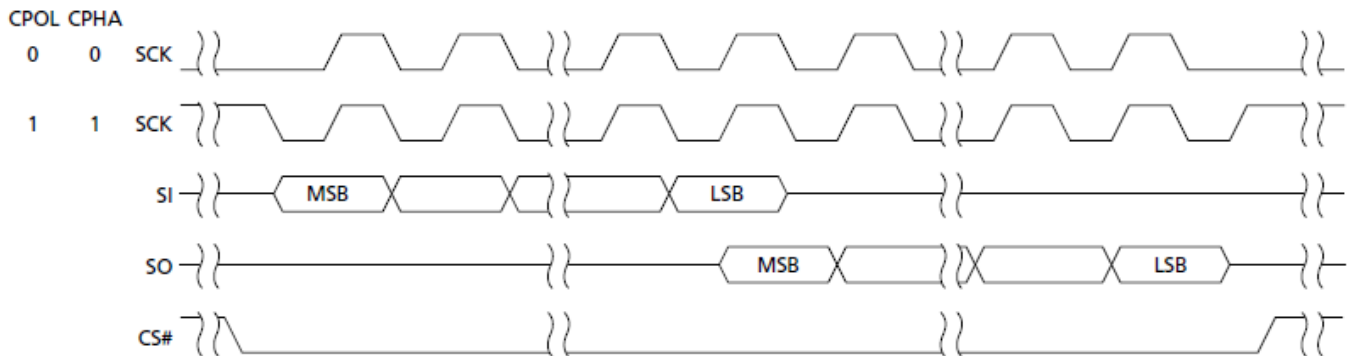 CPOL CPHA
0 0 SCK
1 1 SCK
SI MSB LSB
SO MSB LSB
CS#